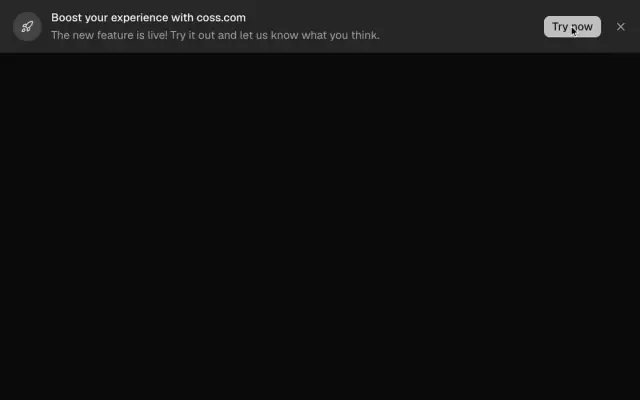 Boost your experience with coss.com
The new feature is live! Try it out and let us know what you think.
Try now